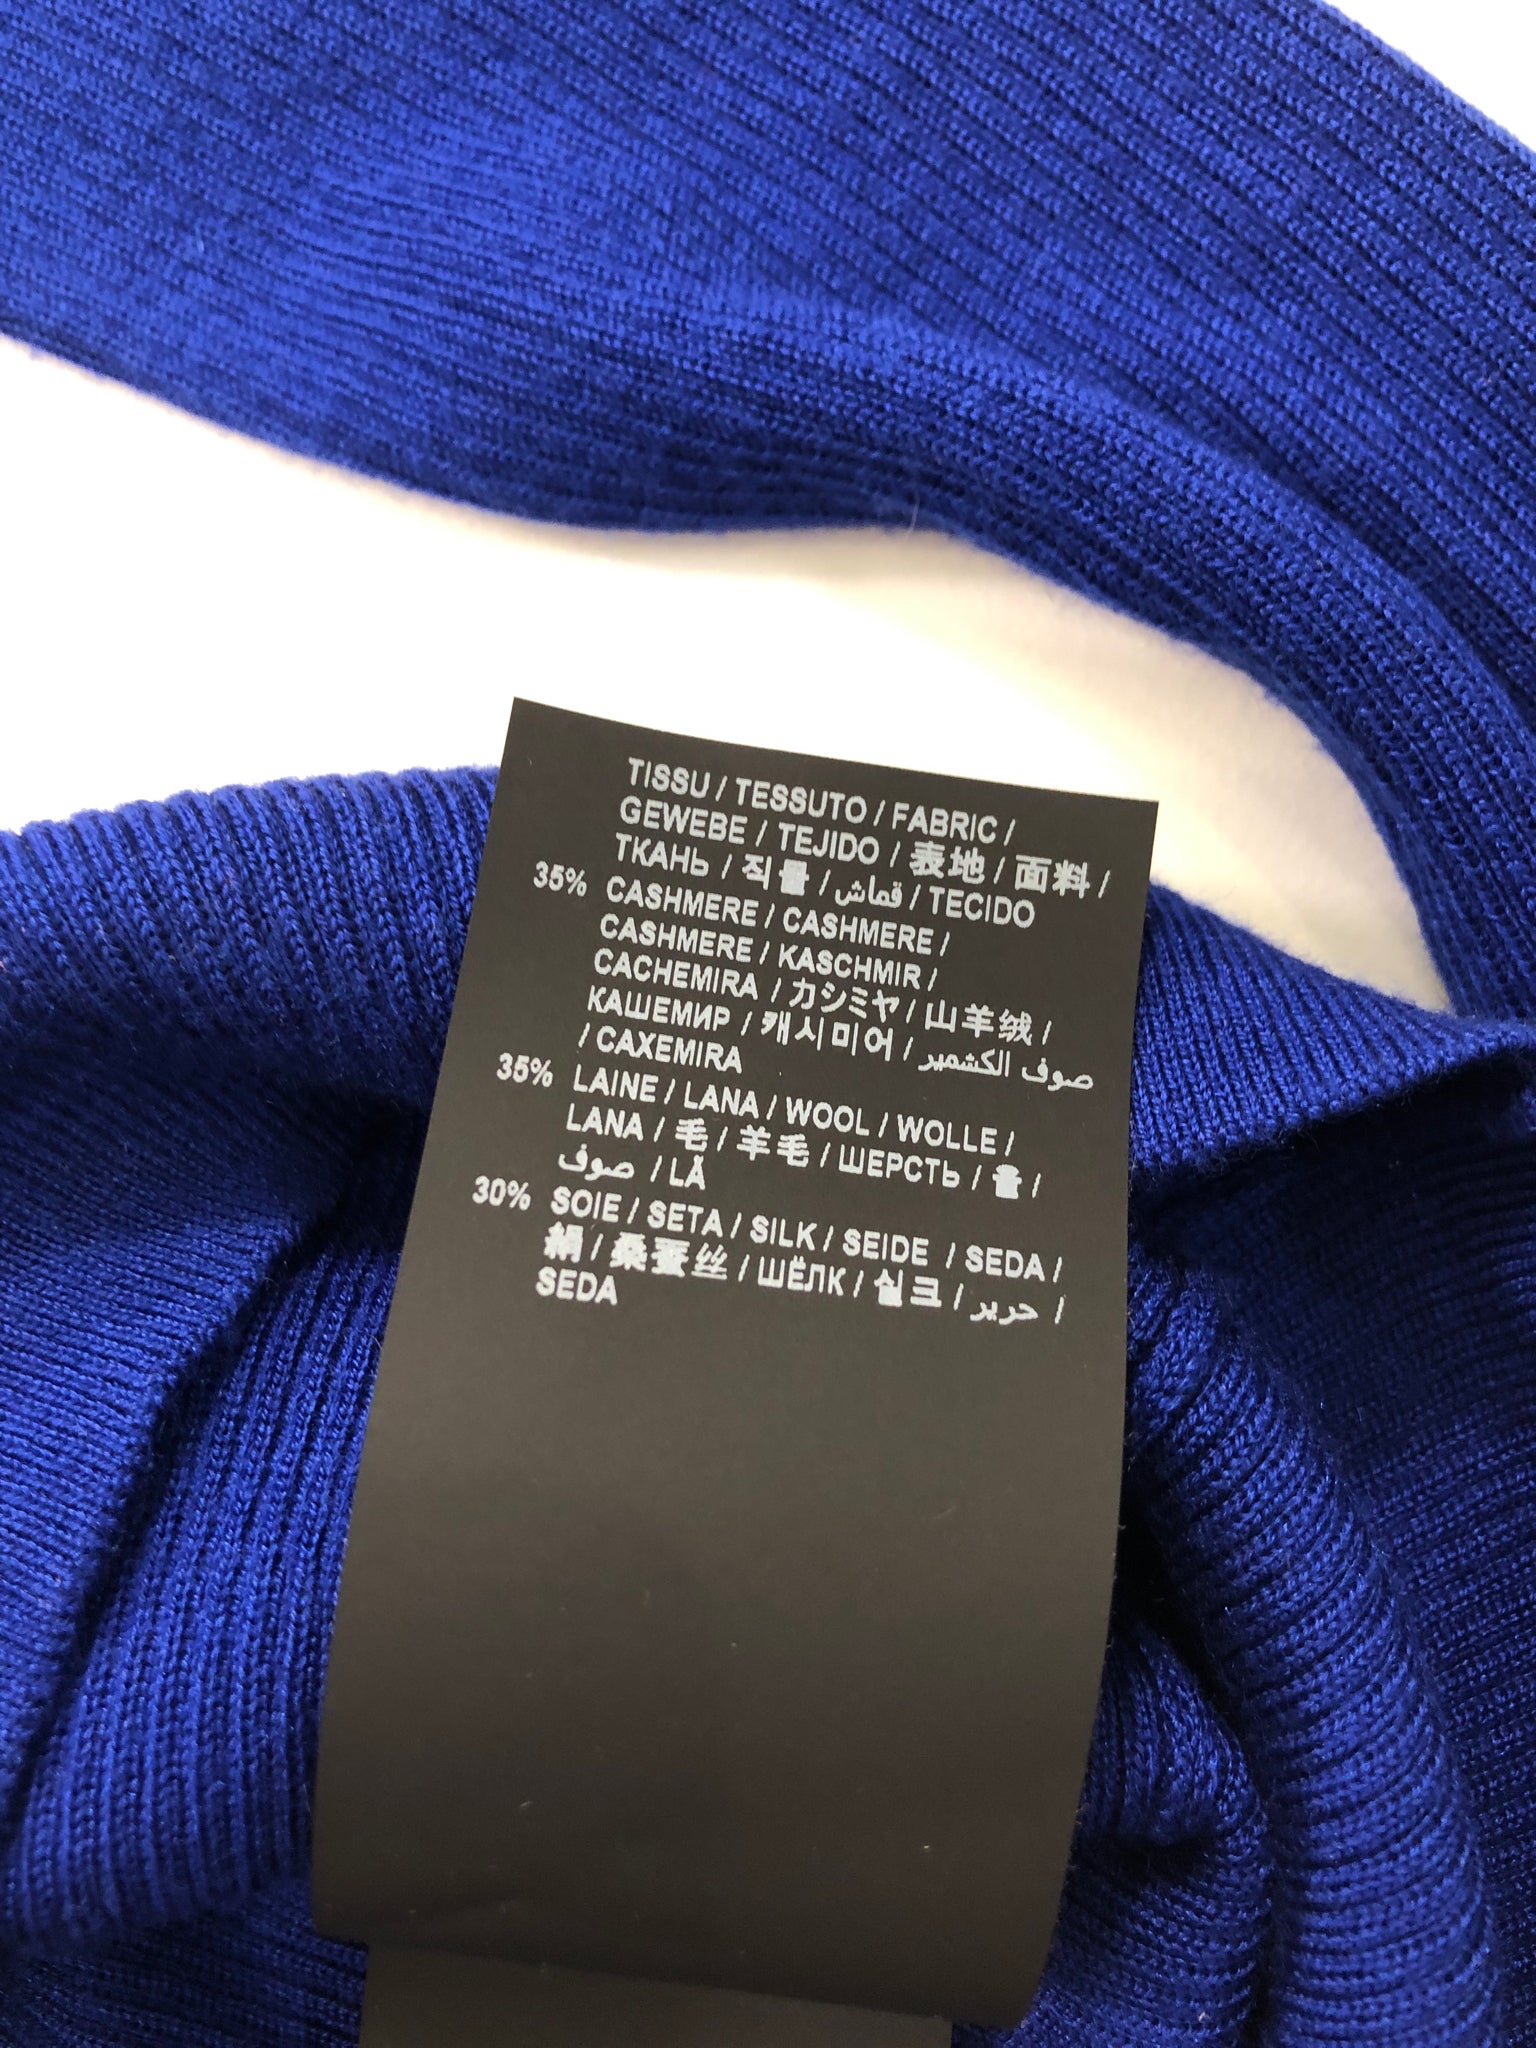 TISSU / TESSUTO / FABRIC /
GEWEBE / TEJIDO / 表地 / 面料 /
ТКАНЬ / 직물 / قماش / TECIDO
35% CASHMERE / CASHMERE /
CASHMERE / KASCHMIR /
CACHEMIRA / カシミヤ / 山羊绒 /
КАШЕМИР / 캐시미어 / صوف الكشمير
/ CAXEMIRA
35% LAINE / LANA / WOOL / WOLLE /
LANA / 毛 / 羊毛 / ШЕРСТЬ / 울 /
صوف / LÃ
30% SOIE / SETA / SILK / SEIDE / SEDA /
絹 / 桑蚕丝 / ШЁЛК / 실크 / حرير /
SEDA